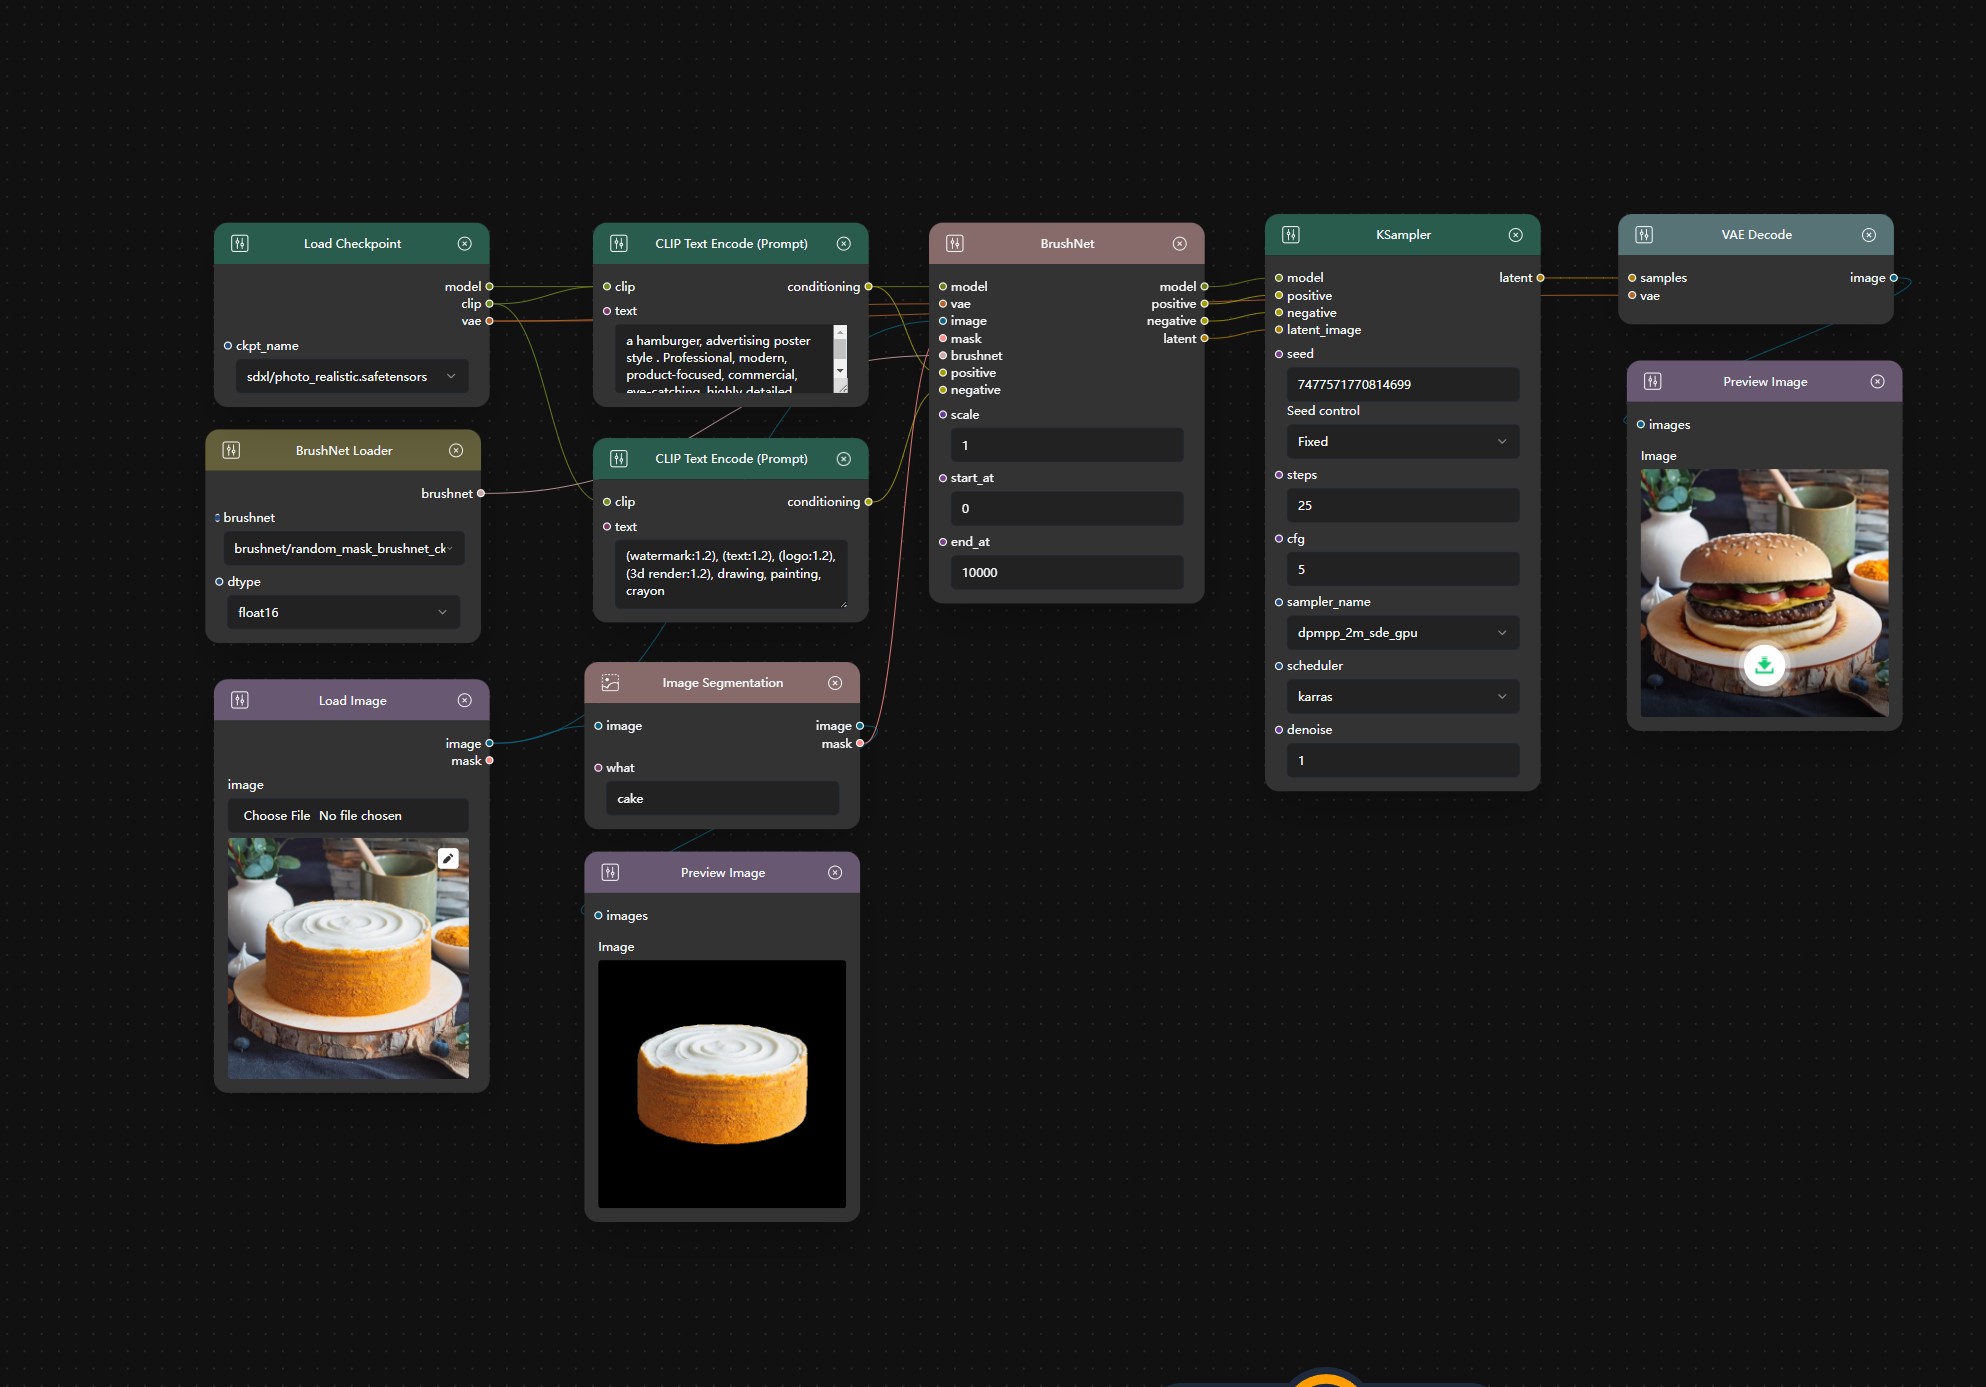 Load Checkpoint
model
clip
vae
ckpt_name
sdxl/photo_realistic.safetensors
BrushNet Loader
brushnet
brushnet
brushnet/random_mask_brushnet_ck
dtype
float16
Load Image
image
mask
image
Choose File No file chosen
CLIP Text Encode (Prompt)
clip
conditioning
text
a hamburger, advertising poster
style . Professional, modern,
product-focused, commercial,
eye-catching, highly detailed
CLIP Text Encode (Prompt)
clip
conditioning
text
(watermark:1.2), (text:1.2), (logo:1.2),
(3d render:1.2), drawing, painting,
crayon
Image Segmentation
image
image
mask
what
cake
Preview Image
images
Image
BrushNet
model
vae
image
mask
brushnet
positive
negative
model
positive
negative
latent
scale
1
start_at
0
end_at
10000
KSampler
model
positive
negative
latent_image
latent
seed
7477571770814699
Seed control
Fixed
steps
25
cfg
5
sampler_name
dpmpp_2m_sde_gpu
scheduler
karras
denoise
1
VAE Decode
samples
vae
image
Preview Image
images
Image